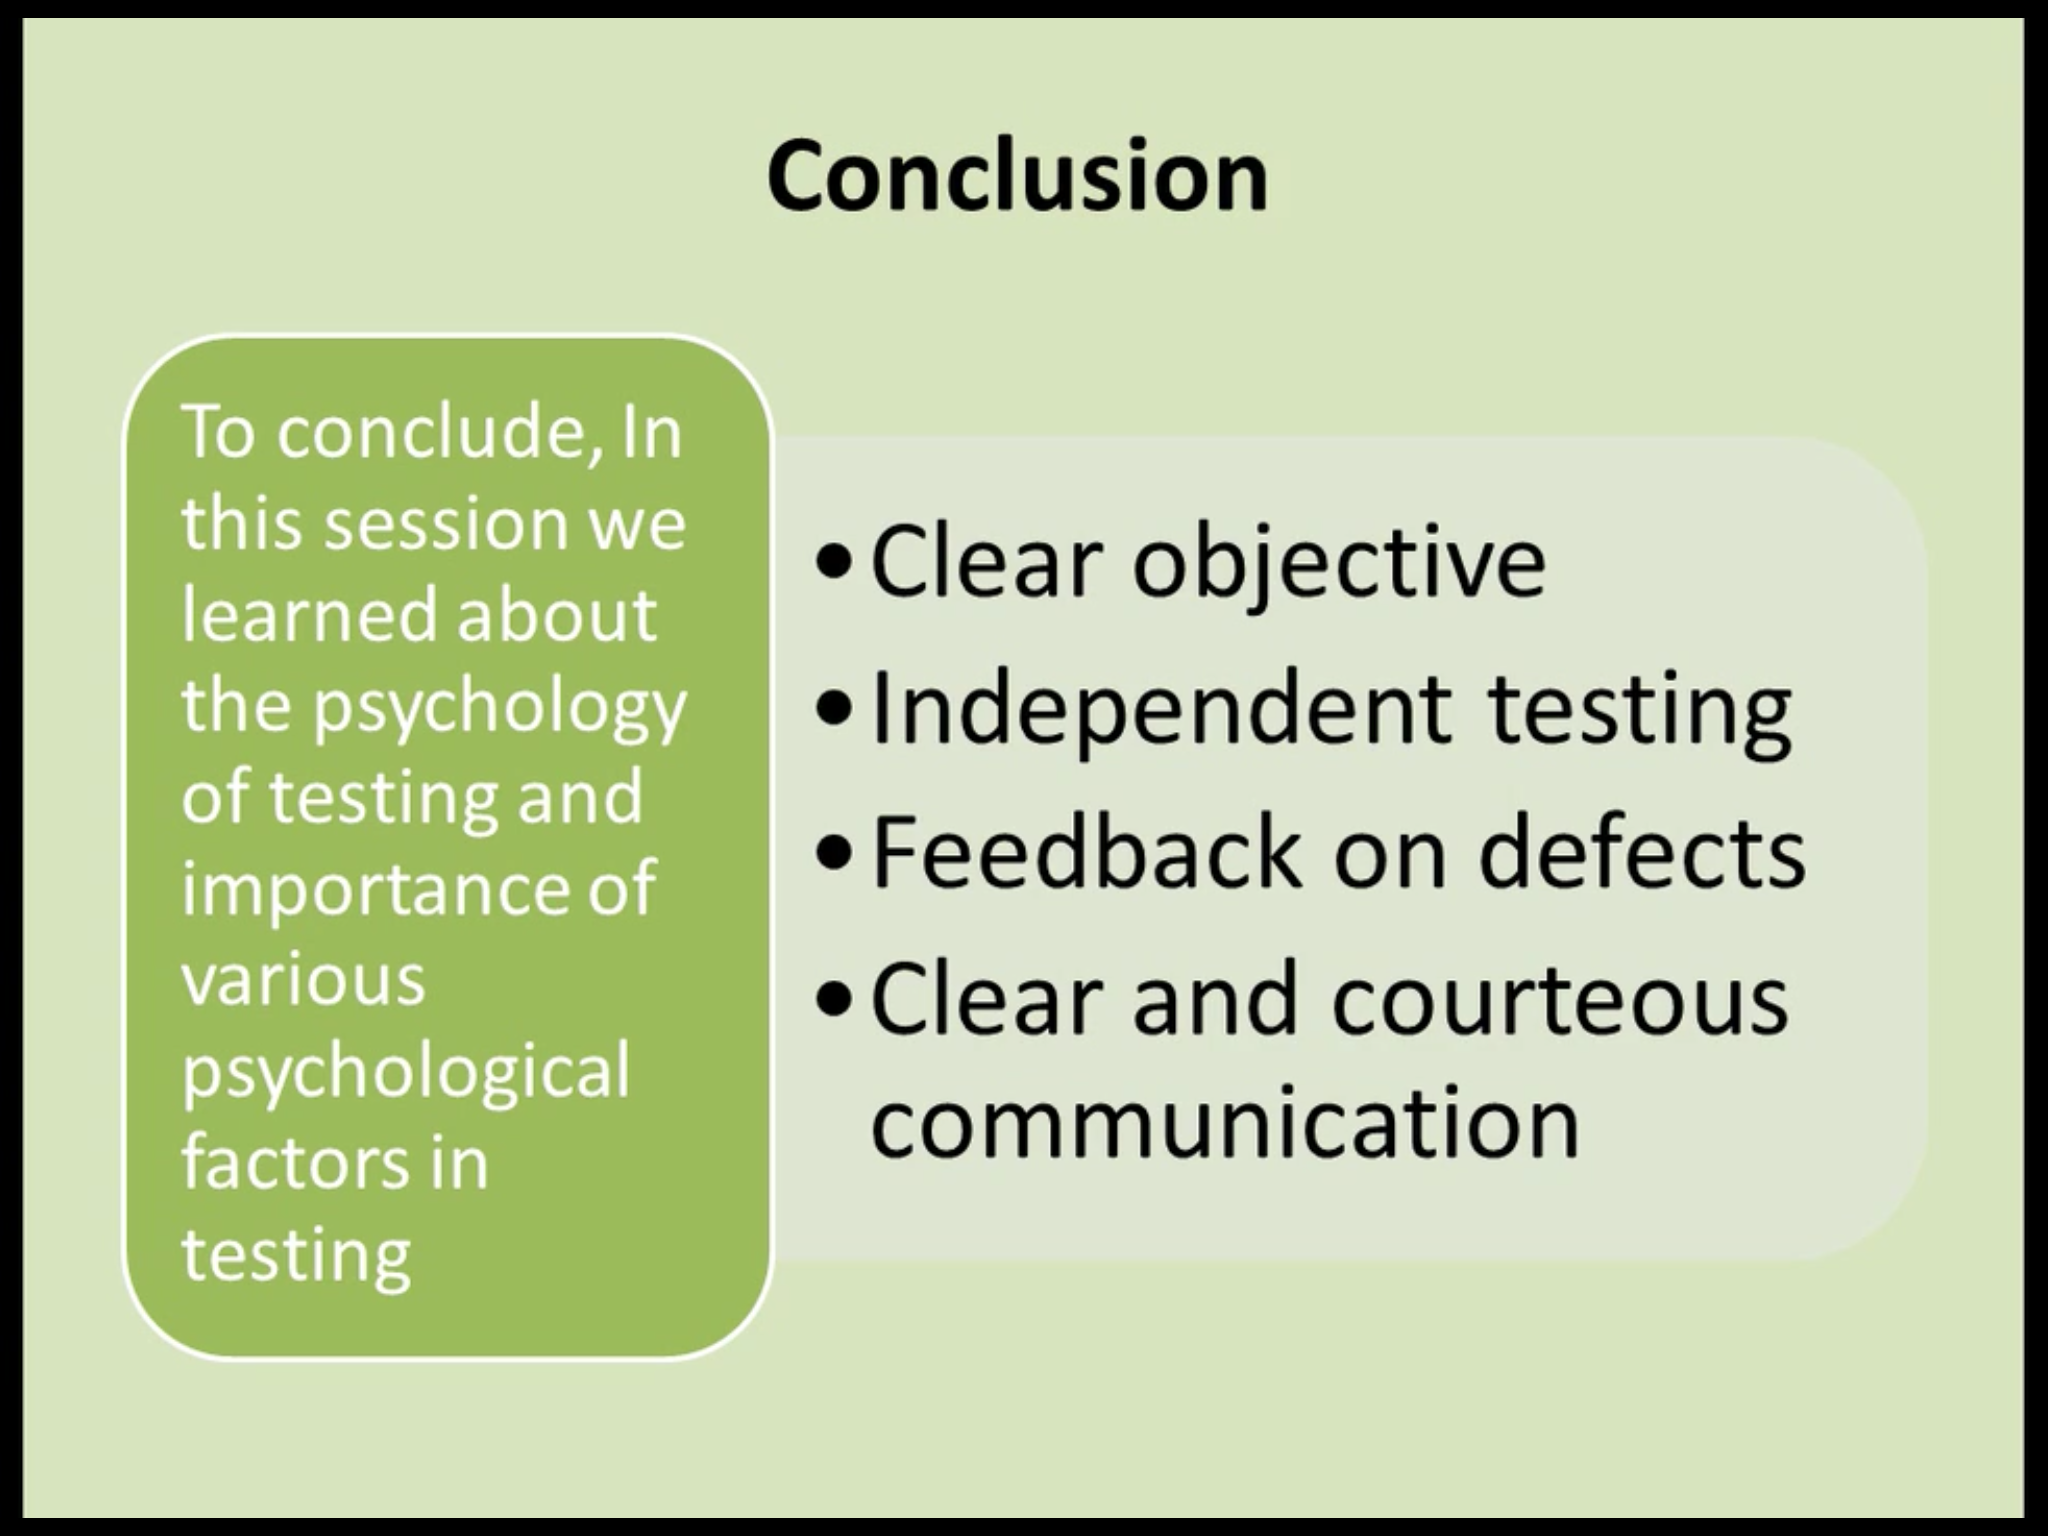 Conclusion
To conclude, In
this session we
learned about
the psychology
of testing and
importance of
various
psychological
factors in
testing
•Clear objective
•Independent testing
•Feedback on defects
•Clear and courteous
communication